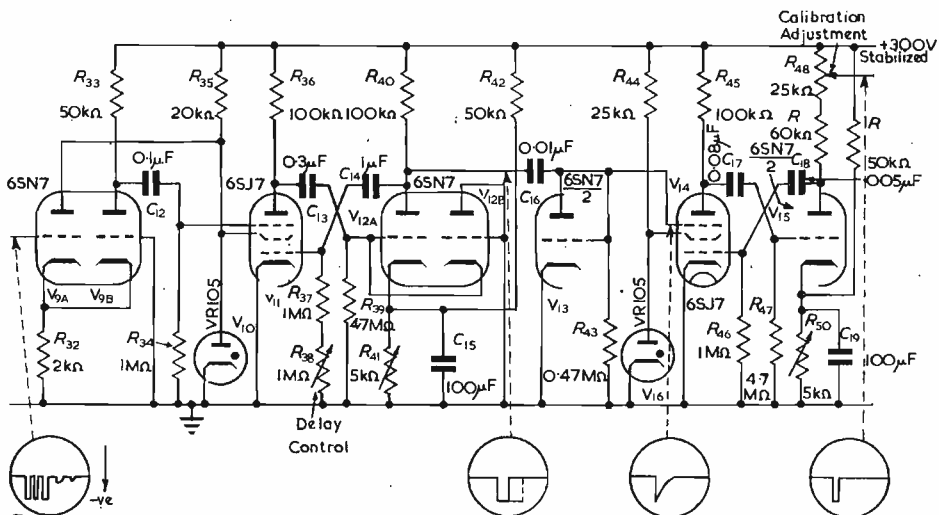 Calibration
Adjustment
+300V
Stabilized
R33
50kΩ
R35
20kΩ
R36
100kΩ
R40
100kΩ
R42
50kΩ
R44
25kΩ
R45
100kΩ
R48
25kΩ
R
60kΩ
R
50kΩ
0·1μF
C12
0·3μF
C13
C14
1μF
0·01μF
C16
0·08μF
C17
6SN7
2
C18
·005μF
6SN7
6SJ7
6SN7
V12A
V12B
6SN7
2
V14
V15
V9A
V9B
V11
V13
6SJ7
VR105
V10
VR105
V16
R32
2kΩ
R34
1MΩ
R37
1MΩ
R38
1MΩ
R39
47MΩ
R41
5kΩ
C15
100μF
R43
0·47MΩ
R46
1MΩ
R47
4·7
MΩ
R50
5kΩ
C19
100μF
Delay
Control
-ve